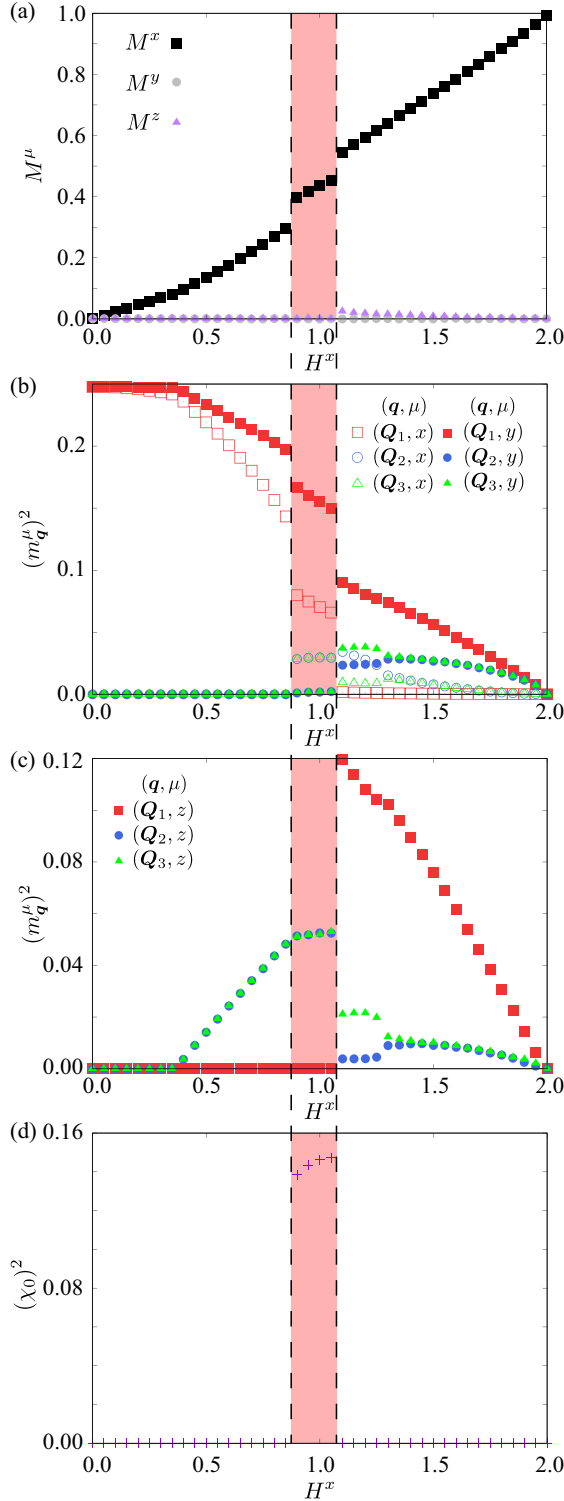 (a)
1.0
0.8
0.6
0.4
0.2
0.0
M^μ
M^x
M^y
M^z
0.0 0.5 1.0 1.5 2.0
H^x
(b)
0.2
0.1
0.0
(m_q^μ)^2
(q, μ) (q, μ)
(Q_1, x) (Q_1, y)
(Q_2, x) (Q_2, y)
(Q_3, x) (Q_3, y)
0.0 0.5 1.0 1.5 2.0
H^x
(c)
0.12
0.08
0.04
0.00
(m_q^μ)^2
(q, μ)
(Q_1, z)
(Q_2, z)
(Q_3, z)
0.0 0.5 1.0 1.5 2.0
H^x
(d)
0.16
0.08
0.00
(χ_0)^2
0.0 0.5 1.0 1.5 2.0
H^x